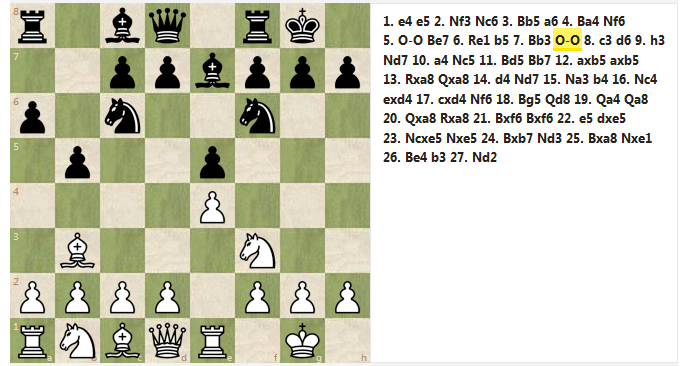 8
7
6
5
4
3
2
1
a b c d e f g h
1. e4 e5 2. Nf3 Nc6 3. Bb5 a6 4. Ba4 Nf6
5. O-O Be7 6. Re1 b5 7. Bb3 O-O 8. c3 d6 9. h3
Nd7 10. a4 Nc5 11. Bd5 Bb7 12. axb5 axb5
13. Rxa8 Qxa8 14. d4 Nd7 15. Na3 b4 16. Nc4
exd4 17. cxd4 Nf6 18. Bg5 Qd8 19. Qa4 Qa8
20. Qxa8 Rxa8 21. Bxf6 Bxf6 22. e5 dxe5
23. Ncxe5 Nxe5 24. Bxb7 Nd3 25. Bxa8 Nxe1
26. Be4 b3 27. Nd2